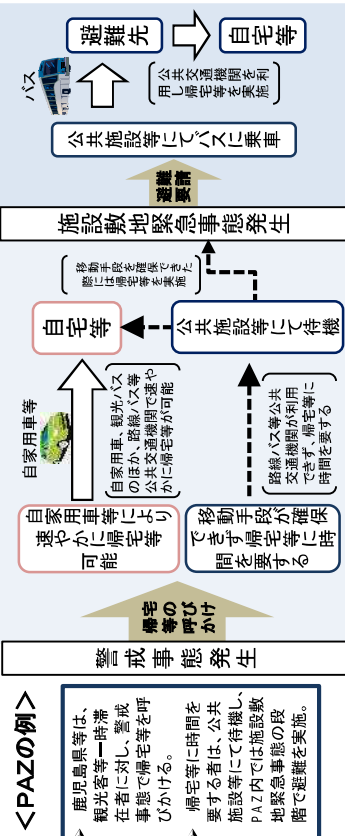 ＜PAZの例＞
➤ 鹿児島県等は、
観光客等一時滞
在者に対し、警戒
事態で帰宅等を呼
びかける。
➤ 帰宅等に時間を
要する者は、公共
施設等にて待機し、
PAZ内では施設敷
地緊急事態の段
階で避難を実施。
警戒事態発生
帰宅の
等呼び
かけ
自家用車等により
速やかに帰宅等
可能
移動手段が確保
できず帰宅等に時
間を要する
自家用車等
自家用車、観光バス
のほか、路線バス等
公共交通機関で速や
かに帰宅等が可能
路線バス等公共
交通機関が利用
できず、帰宅等に
時間を要する
自宅等
公共施設等にて待機
移動手段を確保できた
際には帰宅等を実施
施設敷地緊急事態発生
避難
要請
公共施設等にてバスに乗車
バス
公共交通機関を利
用し帰宅等を実施
避難先
自宅等